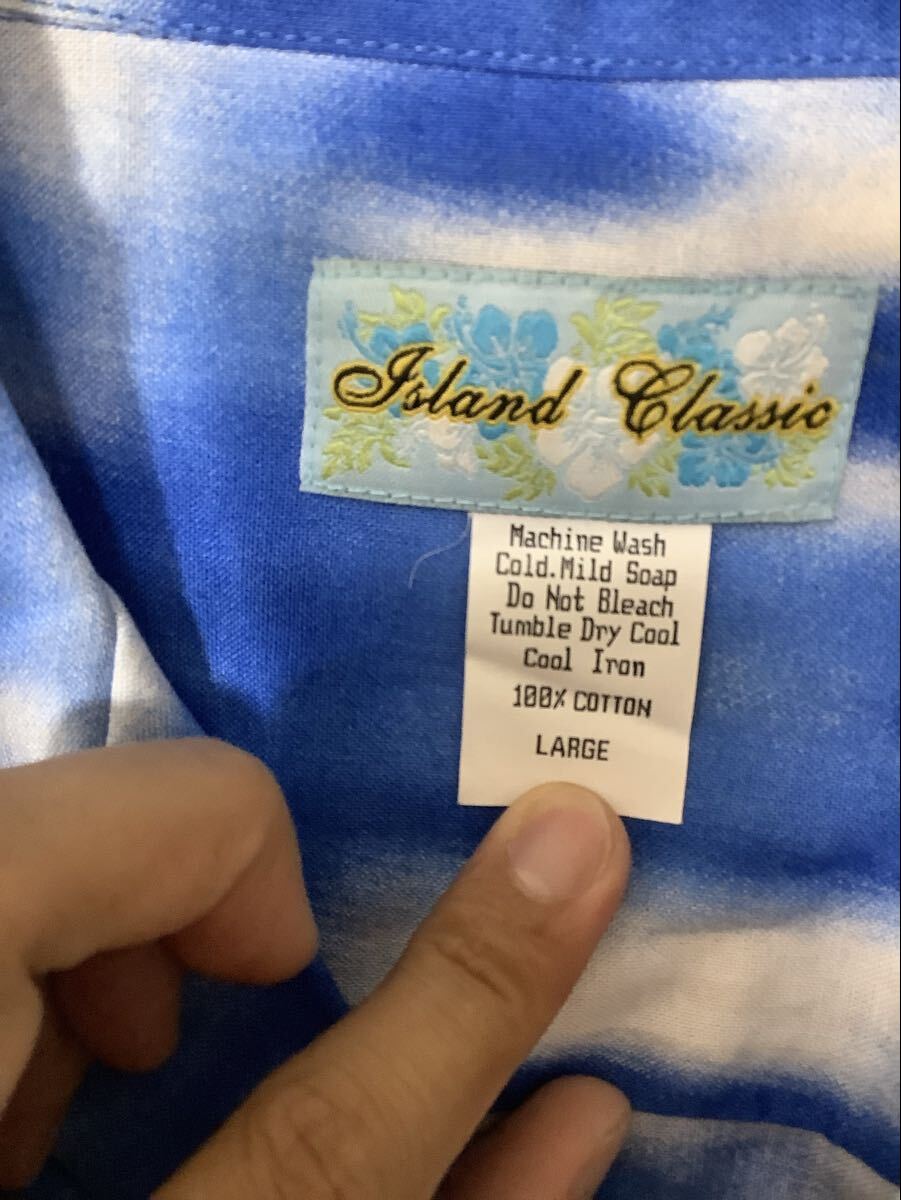 Island Classic
Machine Wash
Cold.Mild Soap
Do Not Bleach
Tumble Dry Cool
Cool Iron
100% COTTON
LARGE